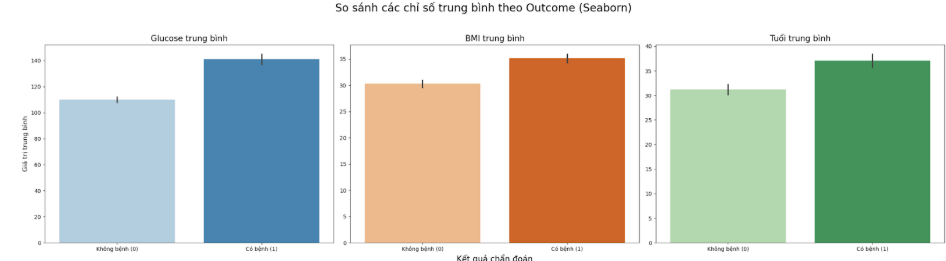 So sánh các chỉ số trung bình theo Outcome (Seaborn)
Glucose trung bình
BMI trung bình
Tuổi trung bình
Giá trị trung bình
140
120
100
80
60
40
20
0
Không bệnh (0)
Có bệnh (1)
35
30
25
20
15
10
5
0
Không bệnh (0)
Có bệnh (1)
40
35
30
25
20
15
10
5
0
Không bệnh (0)
Có bệnh (1)
Kết quả chẩn đoán